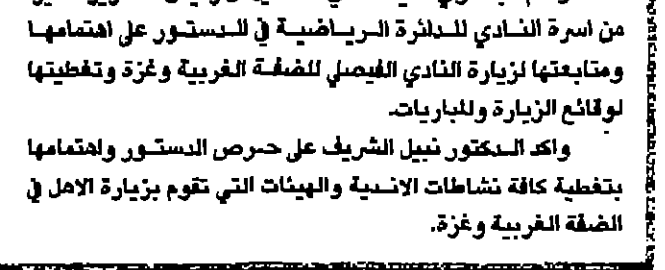 من اسرة النادي للدائرة الرياضية في الدستور على اهتمامها
ومتابعتها لزيارة النادي الفيصلي للضفة الغربية وغزة وتغطيتها
لوقائع الزيارة والمباريات.
واكد الدكتور نبيل الشريف على حرص الدستور واهتمامها
بتغطية كافة نشاطات الاندية والهيئات التي تقوم بزيارة الاهل في
الضفة الغربية وغزة.